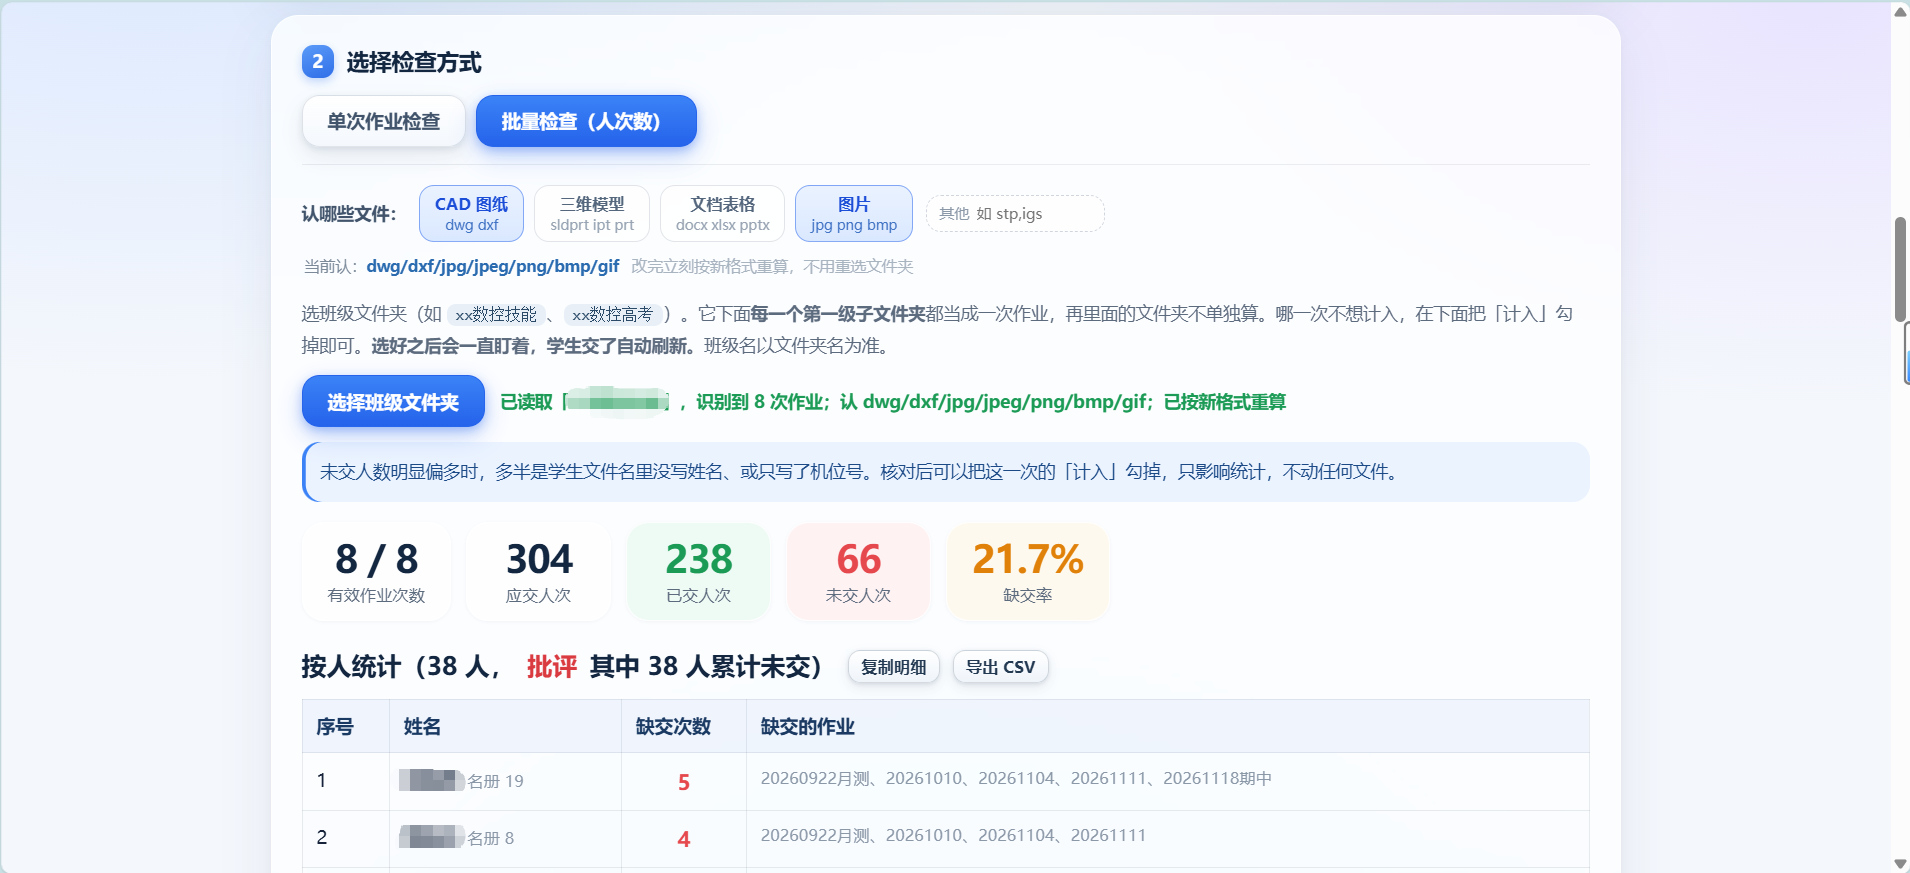 2 选择检查方式
单次作业检查 批量检查（人次数）
认哪些文件： CAD 图纸 三维模型 文档表格 图片 其他 如 stp,igs
dwg dxf sldprt ipt prt docx xlsx pptx jpg png bmp
当前认： dwg/dxf/jpg/jpeg/png/bmp/gif 改完立刻按新格式重算，不用重选文件夹
选班级文件夹（如 xx数控技能 、 xx数控高考 ）。它下面每一个第一级子文件夹都当成一次作业，再里面的文件夹不单独算。哪一次不想计入，在下面把「计入」勾
掉即可。选好之后会一直盯着，学生交了自动刷新。班级名以文件夹名为准。
选择班级文件夹 已读取「 」，识别到 8 次作业；认 dwg/dxf/jpg/jpeg/png/bmp/gif；已按新格式重算
未交人数明显偏多时，多半是学生文件名里没写姓名、或只写了机位号。核对后可以把这一次的「计入」勾掉，只影响统计，不动任何文件。
8 / 8 304 238 66 21.7%
有效作业次数 应交人次 已交人次 未交人次 缺交率
按人统计（38 人， 批评 其中 38 人累计未交） 复制明细 导出 CSV
序号 姓名 缺交次数 缺交的作业
1 名册 19 5 20260922月测、20261010、20261104、20261111、20261118期中
2 名册 8 4 20260922月测、20261010、20261104、20261111